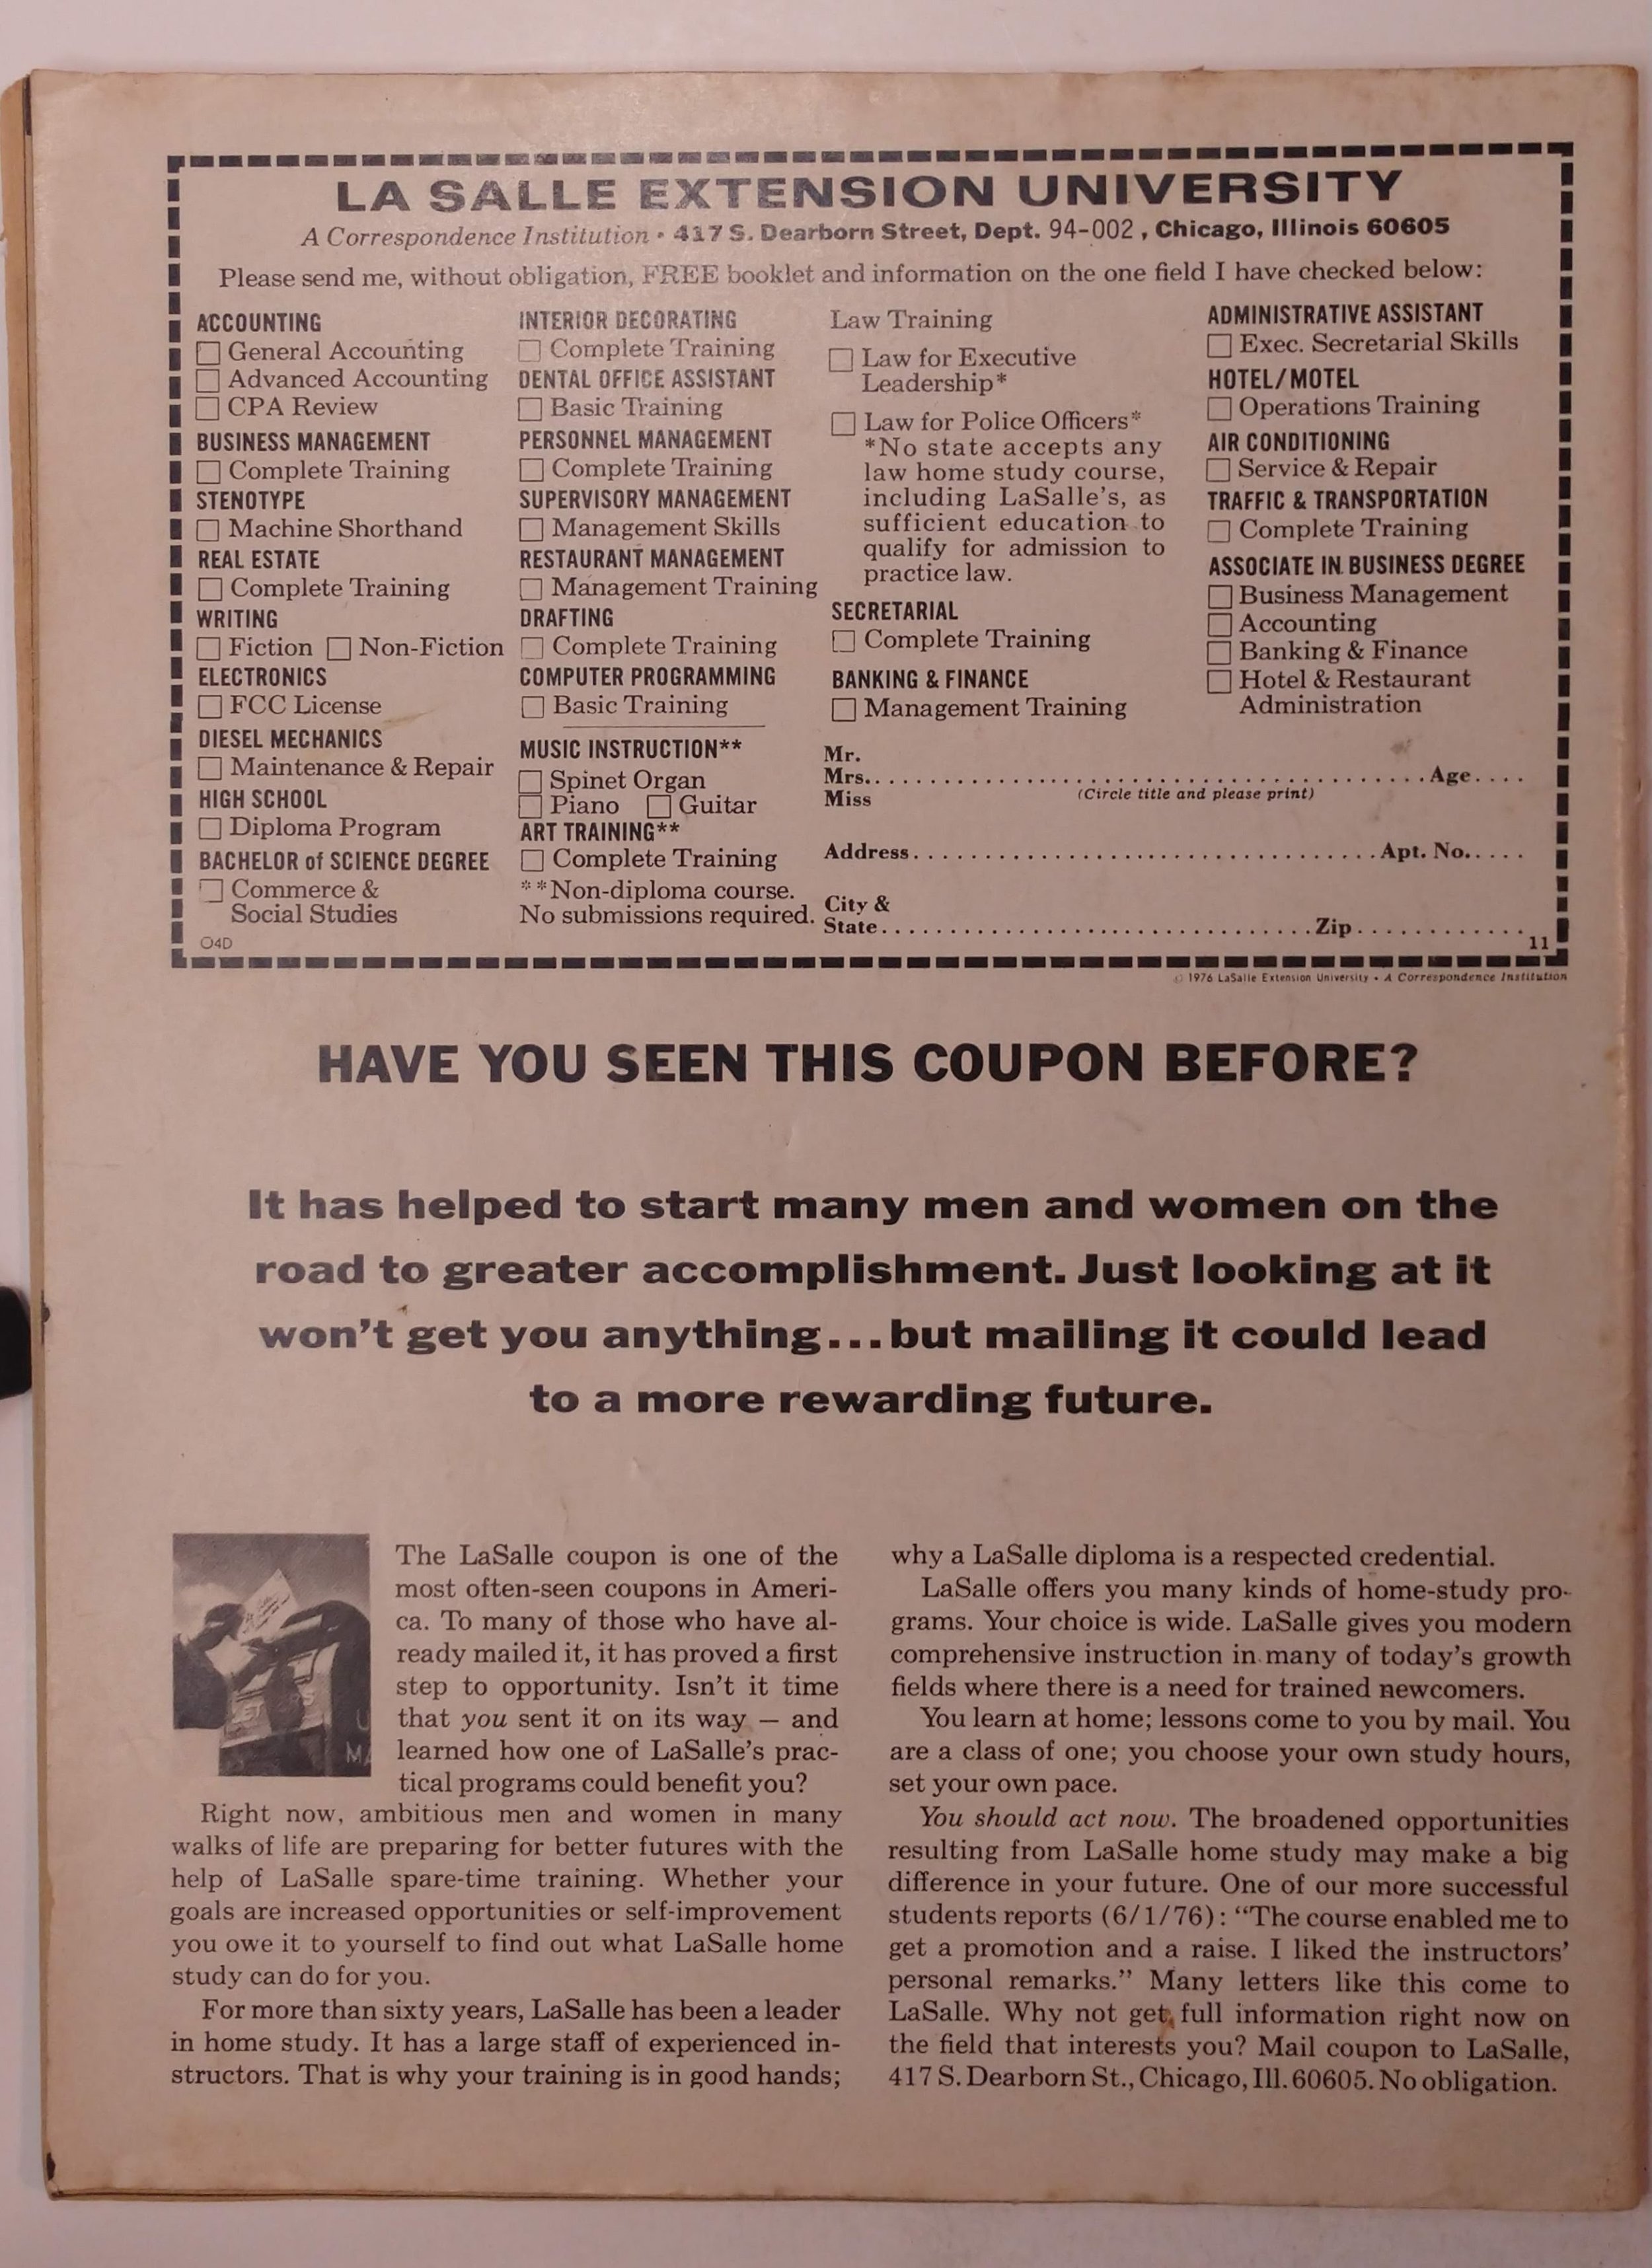 LA SALLE EXTENSION UNIVERSITY
A Correspondence Institution • 417 S. Dearborn Street, Dept. 94-002, Chicago, Illinois 60605
Please send me, without obligation, FREE booklet and information on the one field I have checked below:
ACCOUNTING
☐ General Accounting
☐ Advanced Accounting
☐ CPA Review
BUSINESS MANAGEMENT
☐ Complete Training
STENOTYPE
☐ Machine Shorthand
REAL ESTATE
☐ Complete Training
WRITING
☐ Fiction ☐ Non-Fiction
ELECTRONICS
☐ FCC License
DIESEL MECHANICS
☐ Maintenance & Repair
HIGH SCHOOL
☐ Diploma Program
BACHELOR of SCIENCE DEGREE
☐ Commerce &
Social Studies
O4D
INTERIOR DECORATING
☐ Complete Training
DENTAL OFFICE ASSISTANT
☐ Basic Training
PERSONNEL MANAGEMENT
☐ Complete Training
SUPERVISORY MANAGEMENT
☐ Management Skills
RESTAURANT MANAGEMENT
☐ Management Training
DRAFTING
☐ Complete Training
COMPUTER PROGRAMMING
☐ Basic Training
MUSIC INSTRUCTION**
☐ Spinet Organ
☐ Piano ☐ Guitar
ART TRAINING**
☐ Complete Training
**Non-diploma course.
No submissions required.
Law Training
☐ Law for Executive
Leadership*
☐ Law for Police Officers*
*No state accepts any
law home study course,
including LaSalle's, as
sufficient education to
qualify for admission to
practice law.
SECRETARIAL
☐ Complete Training
BANKING & FINANCE
☐ Management Training
ADMINISTRATIVE ASSISTANT
☐ Exec. Secretarial Skills
HOTEL/MOTEL
☐ Operations Training
AIR CONDITIONING
☐ Service & Repair
TRAFFIC & TRANSPORTATION
☐ Complete Training
ASSOCIATE IN BUSINESS DEGREE
☐ Business Management
☐ Accounting
☐ Banking & Finance
☐ Hotel & Restaurant
Administration
Mr.
Mrs.........................................Age....
Miss (Circle title and please print)
Address..................................Apt. No.....
City &
State................................Zip.............
11
© 1976 LaSalle Extension University • A Correspondence Institution
HAVE YOU SEEN THIS COUPON BEFORE?
It has helped to start many men and women on the
road to greater accomplishment. Just looking at it
won't get you anything...but mailing it could lead
to a more rewarding future.
The LaSalle coupon is one of the
most often-seen coupons in Ameri-
ca. To many of those who have al-
ready mailed it, it has proved a first
step to opportunity. Isn't it time
that you sent it on its way — and
learned how one of LaSalle's prac-
tical programs could benefit you?
Right now, ambitious men and women in many
walks of life are preparing for better futures with the
help of LaSalle spare-time training. Whether your
goals are increased opportunities or self-improvement
you owe it to yourself to find out what LaSalle home
study can do for you.
For more than sixty years, LaSalle has been a leader
in home study. It has a large staff of experienced in-
structors. That is why your training is in good hands;
why a LaSalle diploma is a respected credential.
LaSalle offers you many kinds of home-study pro-
grams. Your choice is wide. LaSalle gives you modern
comprehensive instruction in many of today's growth
fields where there is a need for trained newcomers.
You learn at home; lessons come to you by mail. You
are a class of one; you choose your own study hours,
set your own pace.
You should act now. The broadened opportunities
resulting from LaSalle home study may make a big
difference in your future. One of our more successful
students reports (6/1/76): "The course enabled me to
get a promotion and a raise. I liked the instructors'
personal remarks." Many letters like this come to
LaSalle. Why not get full information right now on
the field that interests you? Mail coupon to LaSalle,
417 S. Dearborn St., Chicago, Ill. 60605. No obligation.